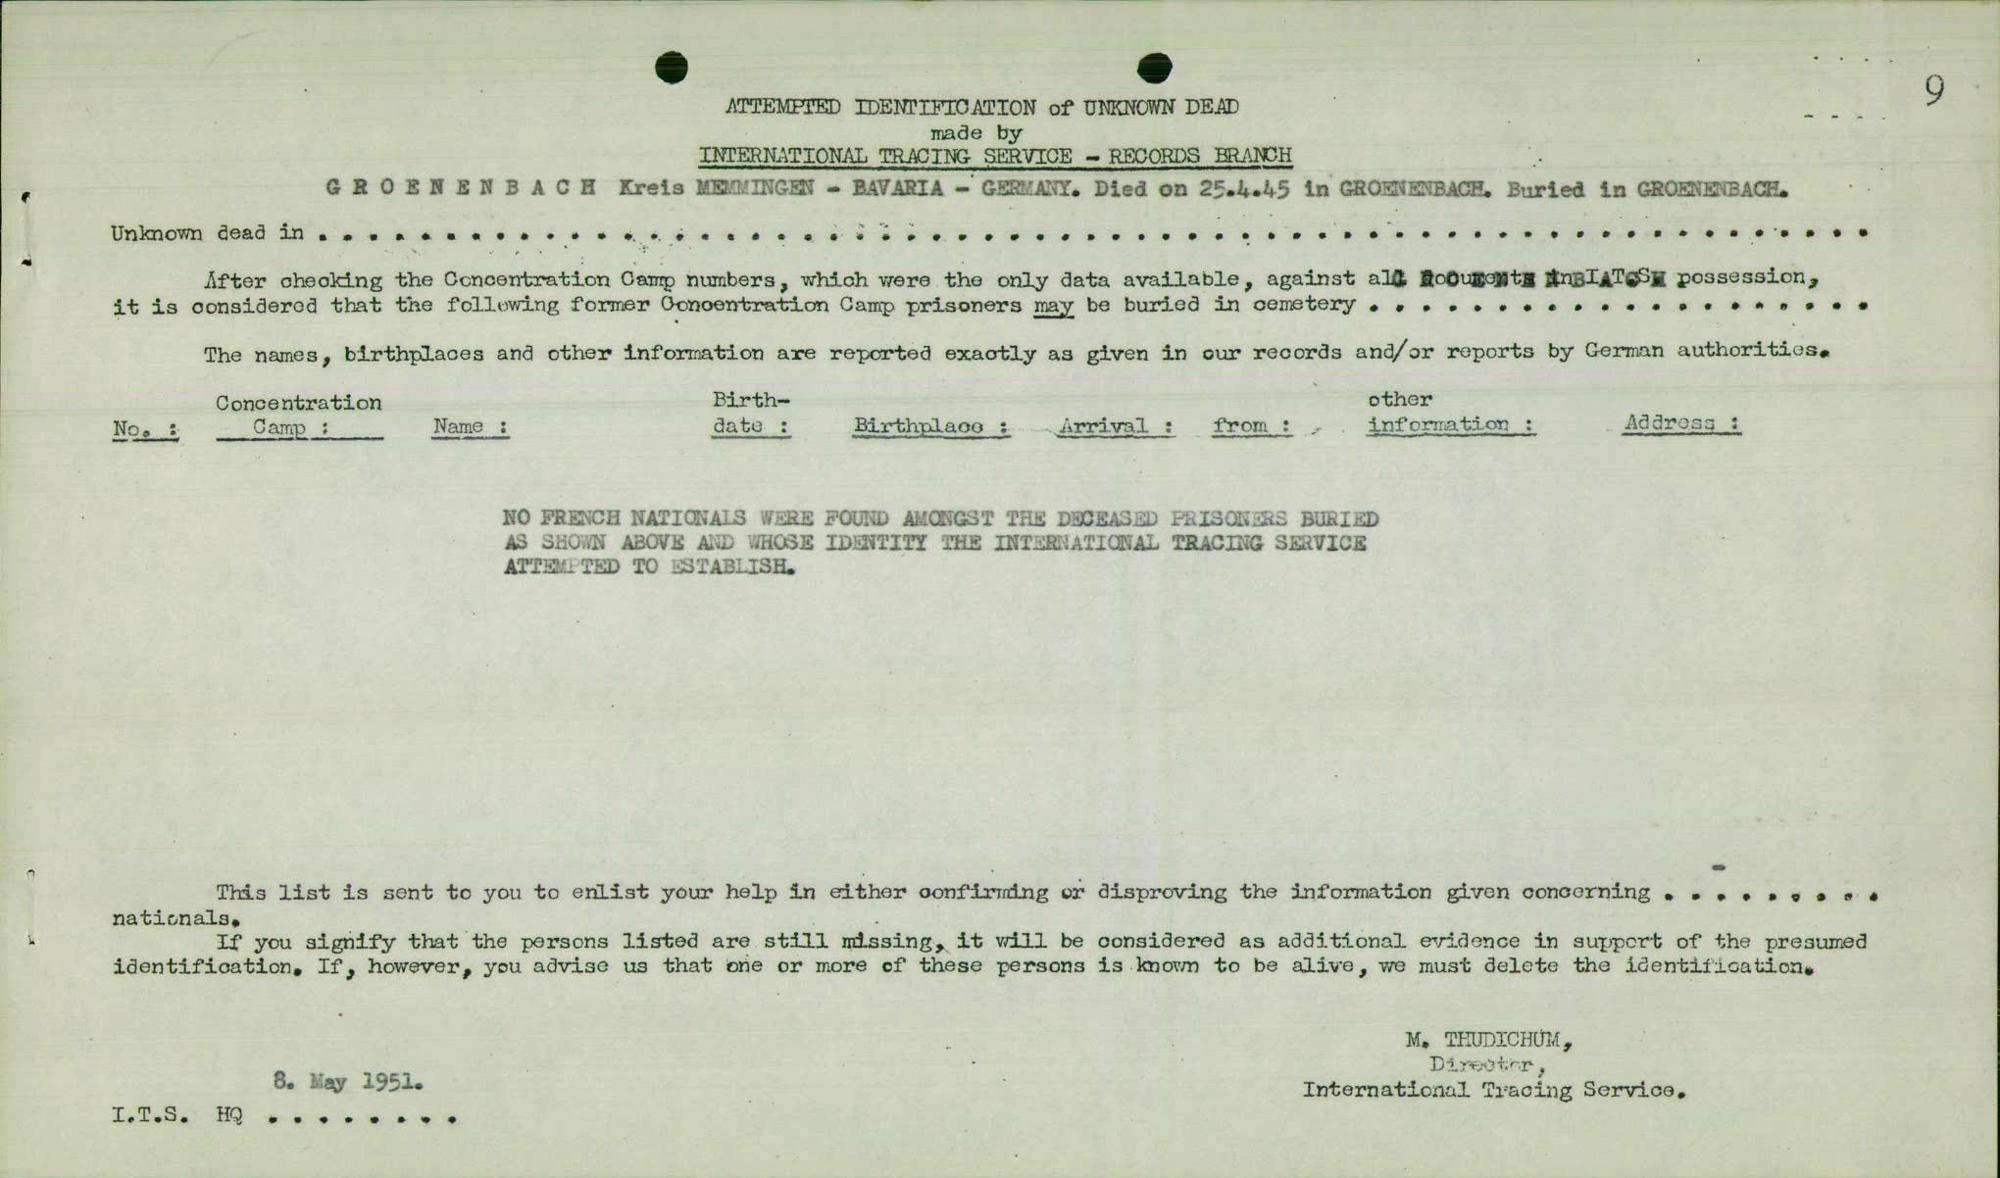 9
ATTEMPTED IDENTIFICATION of UNKNOWN DEAD
made by
INTERNATIONAL TRACING SERVICE - RECORDS BRANCH
G R O E N E N B A C H Kreis MEMMINGEN - BAVARIA - GERMANY. Died on 25.4.45 in GROENENBACH. Buried in GROENENBACH.
Unknown dead in . . . . . . . . . . . . . . . . . . . . . . . . . . . . . . . . . . . . . . . . . . . . . . . . . . . . . . . . . . . . .
After checking the Concentration Camp numbers, which were the only data available, against all possession,
it is considered that the following former Concentration Camp prisoners may be buried in cemetery . . . . . . . . . . . . . . . . . . . .
The names, birthplaces and other information are reported exactly as given in our records and/or reports by German authorities.
Concentration Birth- other
No. : Camp : Name : date : Birthplace : Arrival : from : information : Address :
NO FRENCH NATIONALS WERE FOUND AMONGST THE DECEASED PRISONERS BURIED
AS SHOWN ABOVE AND WHOSE IDENTITY THE INTERNATIONAL TRACING SERVICE
ATTEMPTED TO ESTABLISH.
This list is sent to you to enlist your help in either confirming or disproving the information given concerning . . . . . . . . .
nationals.
If you signify that the persons listed are still missing, it will be considered as additional evidence in support of the presumed
identification. If, however, you advise us that one or more of these persons is known to be alive, we must delete the identification.
M. THUDICHUM,
Director,
International Tracing Service.
8. May 1951.
I.T.S. HQ . . . . . . . .